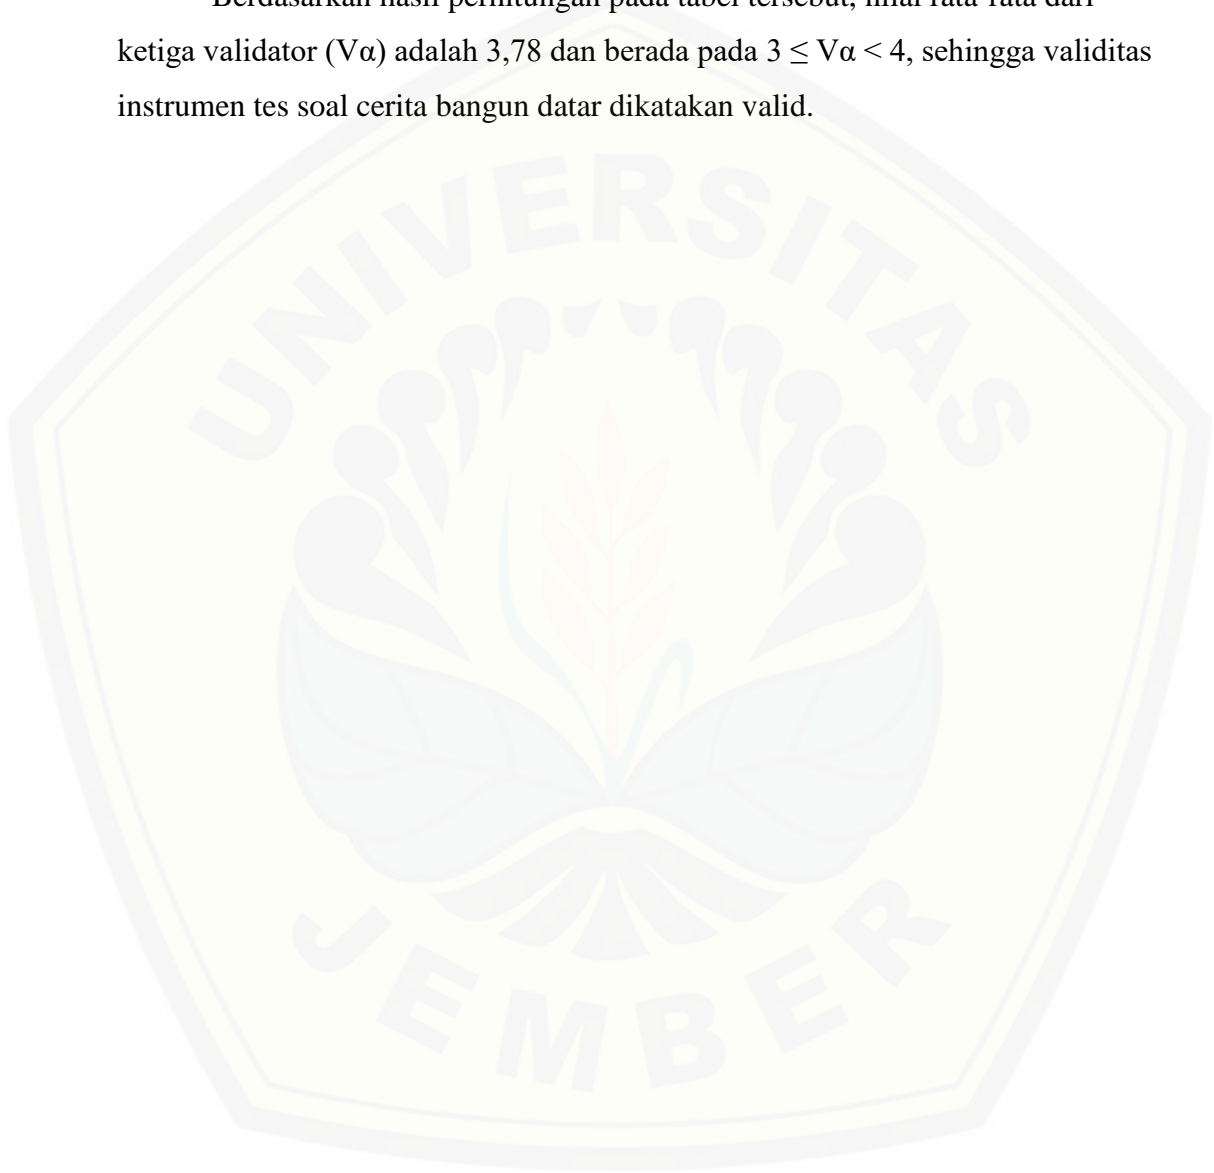 Berdasarkan hasil perhitungan pada tabel tersebut, nilai rata-rata dari
ketiga validator (Vα) adalah 3,78 dan berada pada 3 ≤ Vα < 4, sehingga validitas
instrumen tes soal cerita bangun datar dikatakan valid.
UNIVERSITAS
JEMBER